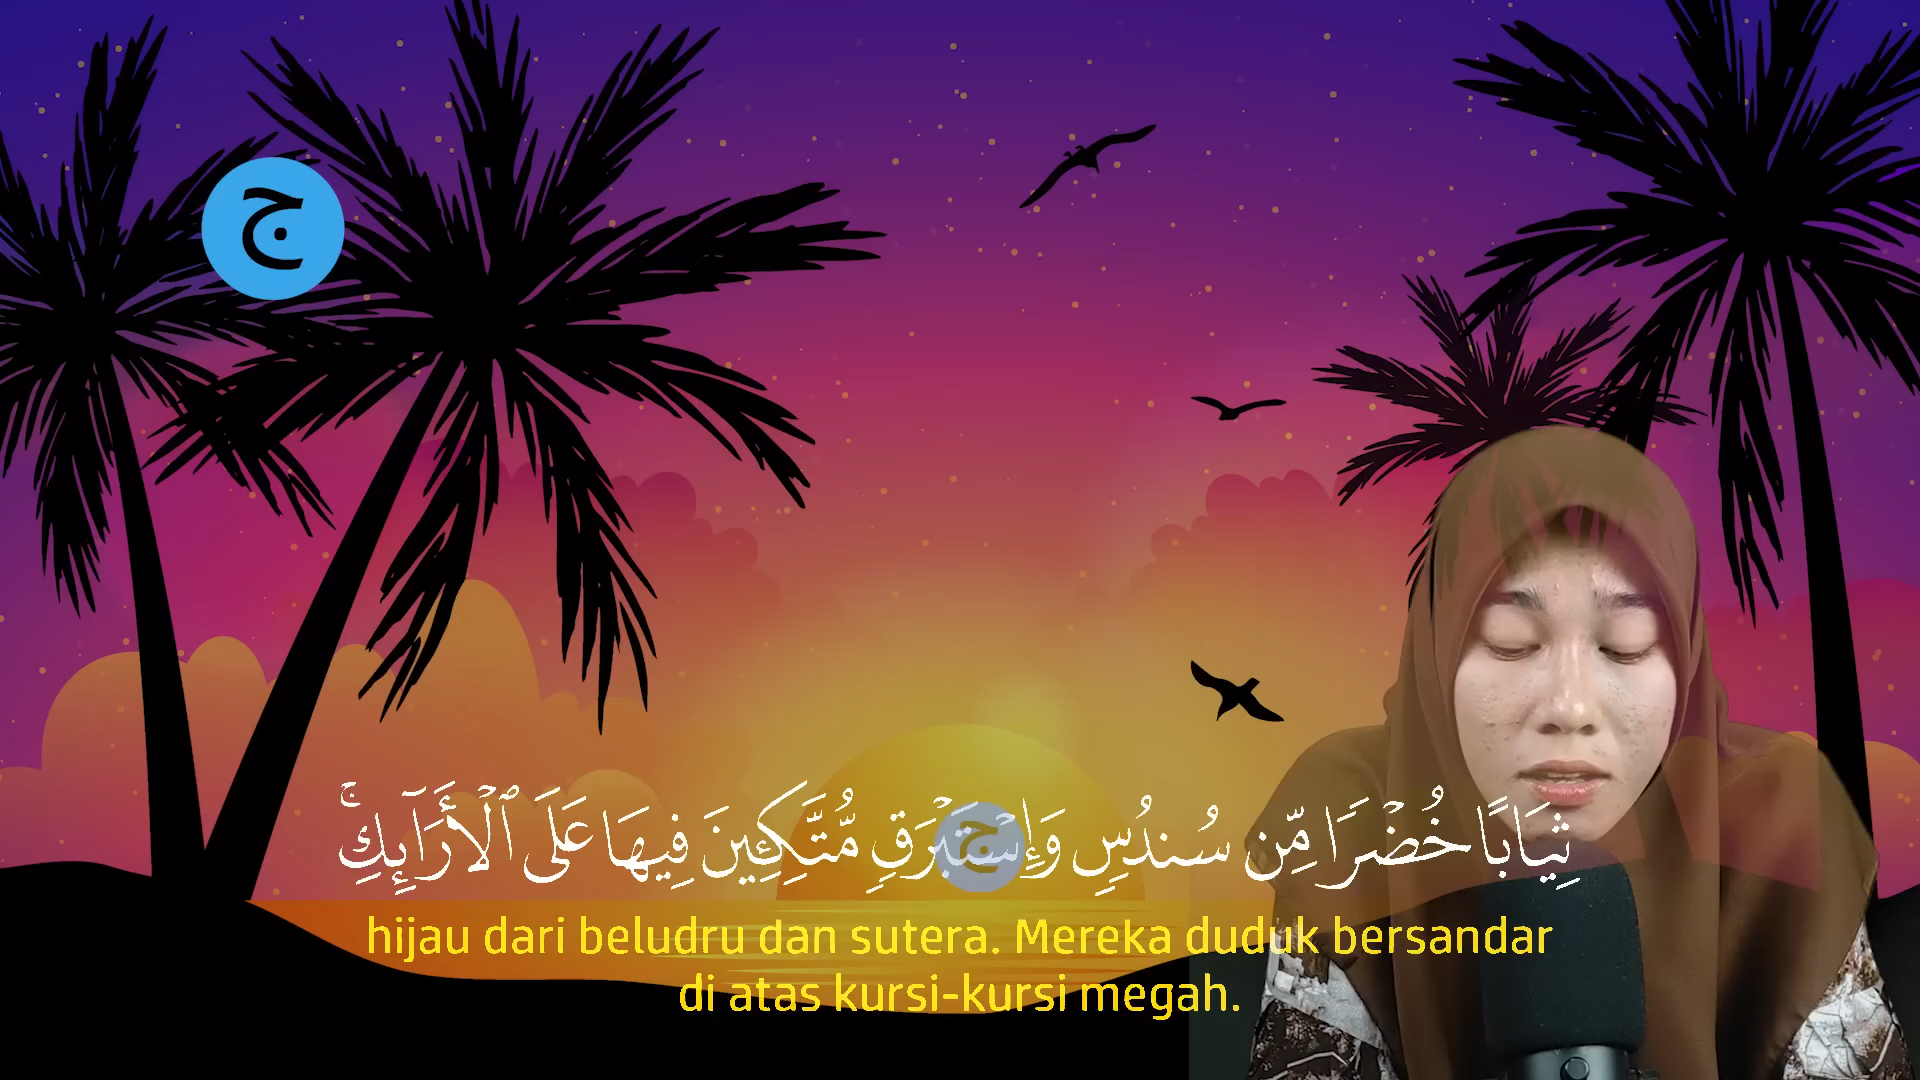 ج
ثِيَابًا خُضْرًا مِّن سُندُسٍ وَإِسْتَبْرَقٍ مُّتَّكِـِٔينَ فِيهَا عَلَى ٱلْأَرَآئِكِ ۚ
ج
hijau dari beludru dan sutera. Mereka duduk bersandar
di atas kursi-kursi megah.